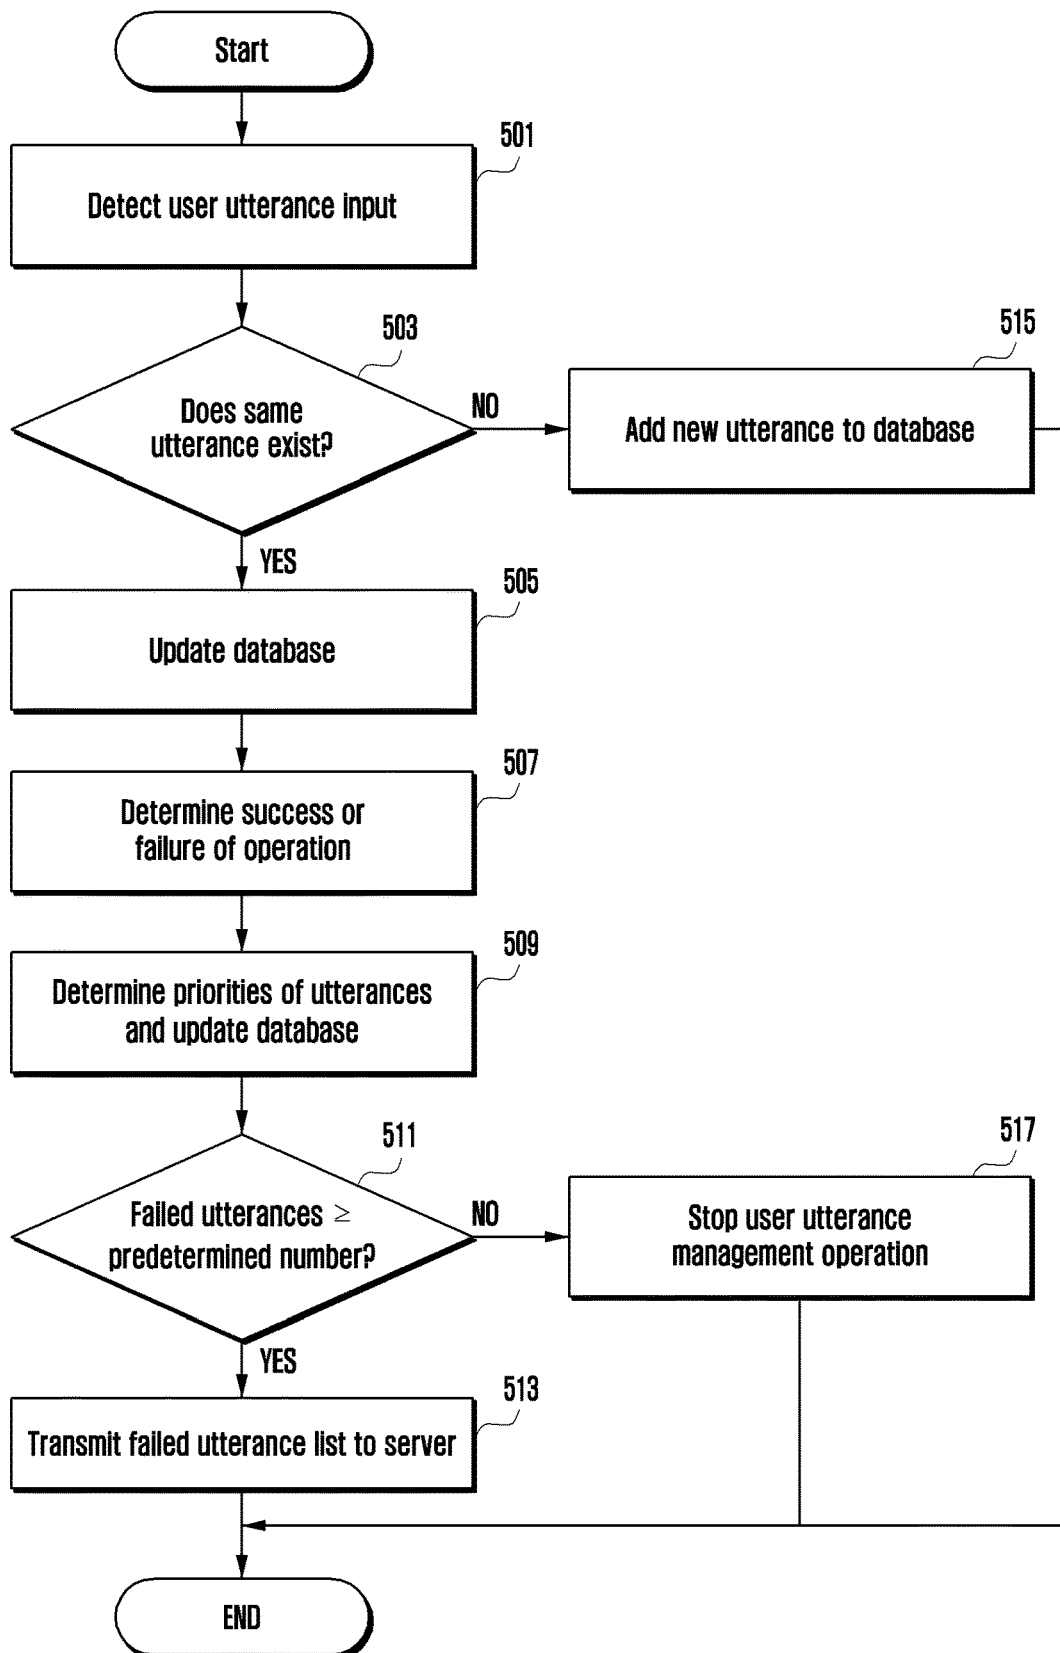 Start
501
Detect user utterance input
503
Does same
utterance exist?
NO
515
Add new utterance to database
YES
505
Update database
507
Determine success or
failure of operation
509
Determine priorities of utterances
and update database
511
Failed utterances ≥
predetermined number?
NO
517
Stop user utterance
management operation
YES
513
Transmit failed utterance list to server
END